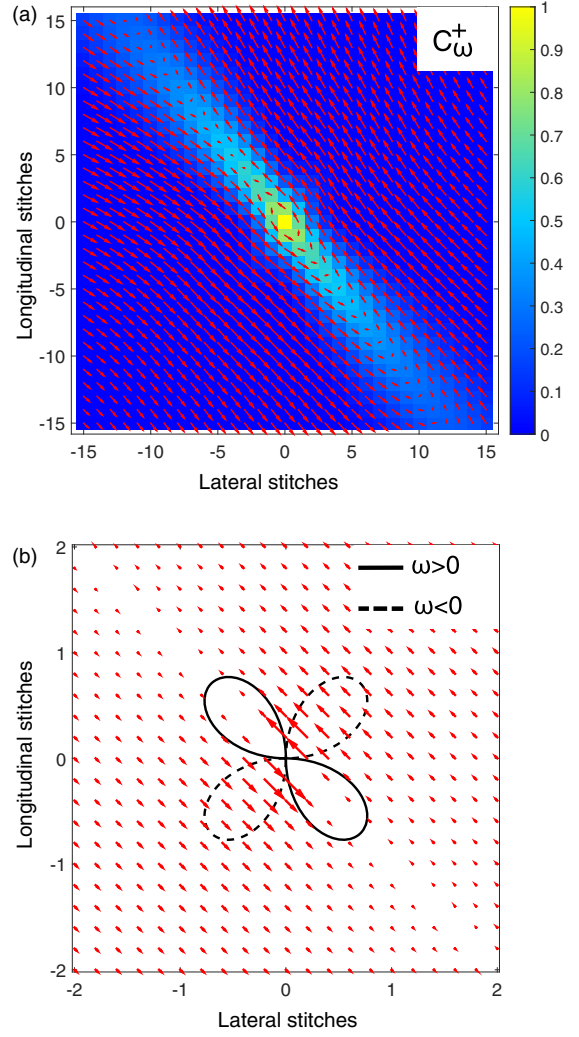 (a)
C_ω^+
15
10
5
0
-5
-10
-15
Longitudinal stitches
-15 -10 -5 0 5 10 15
Lateral stitches
1
0.9
0.8
0.7
0.6
0.5
0.4
0.3
0.2
0.1
0
(b)
ω>0
ω<0
2
1
0
-1
-2
Longitudinal stitches
-2 -1 0 1 2
Lateral stitches